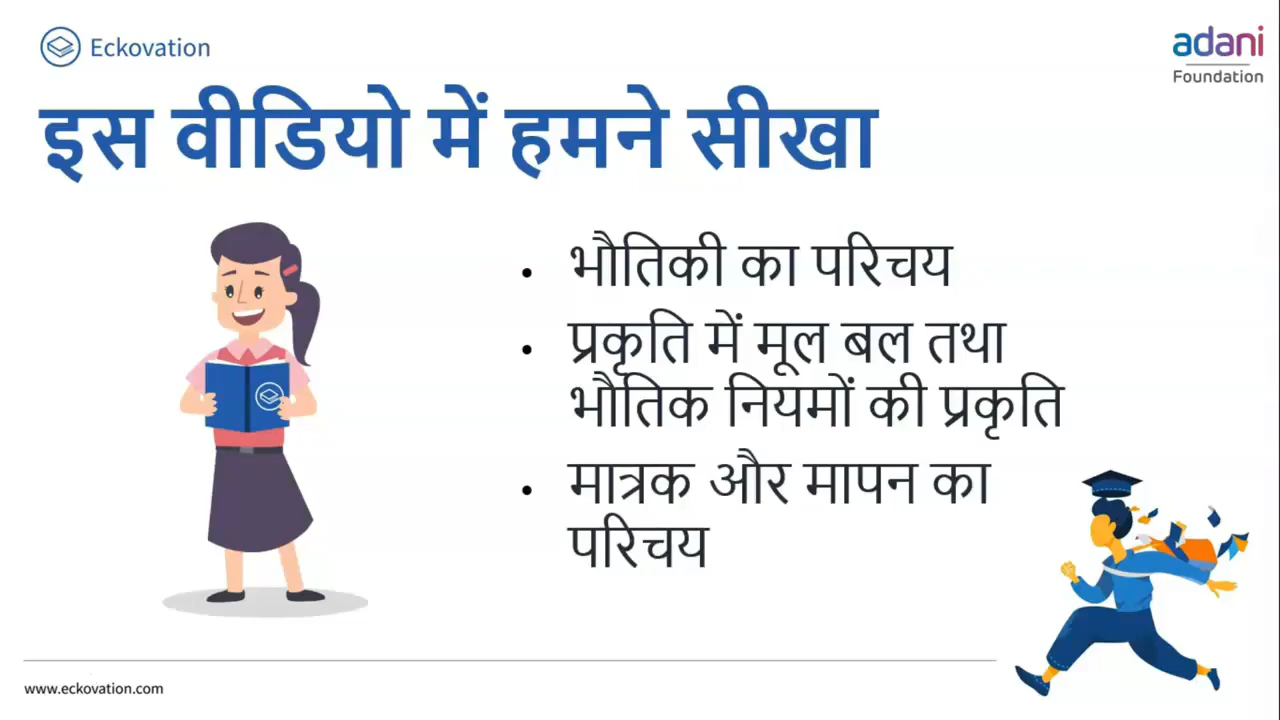 Eckovation
adani
Foundation
इस वीडियो में हमने सीखा
• भौतिकी का परिचय
• प्रकृति में मूल बल तथा
भौतिक नियमों की प्रकृति
• मात्रक और मापन का
परिचय
www.eckovation.com